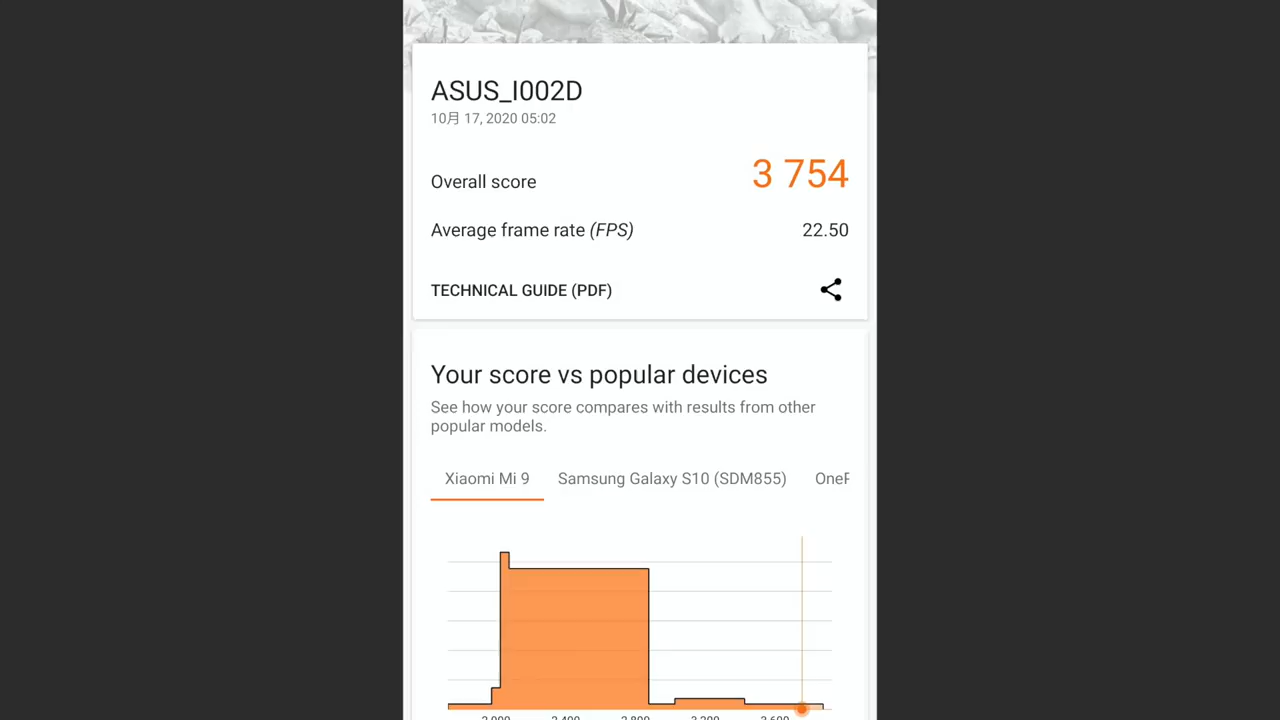 ASUS_I002D
10月 17, 2020 05:02
Overall score
3 754
Average frame rate (FPS)
22.50
TECHNICAL GUIDE (PDF)
Your score vs popular devices
See how your score compares with results from other
popular models.
Xiaomi Mi 9 Samsung Galaxy S10 (SDM855)